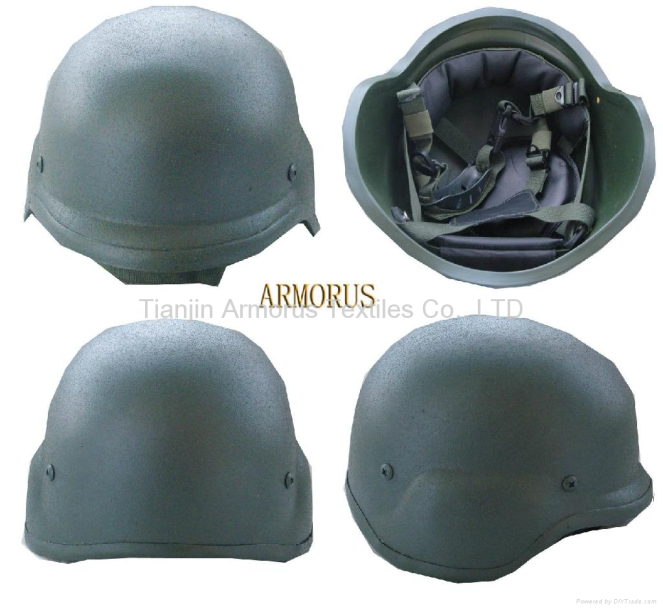 ARMORUS
Tianjin Armorus Textiles Co., LTD
Powered by DIYTrade.com